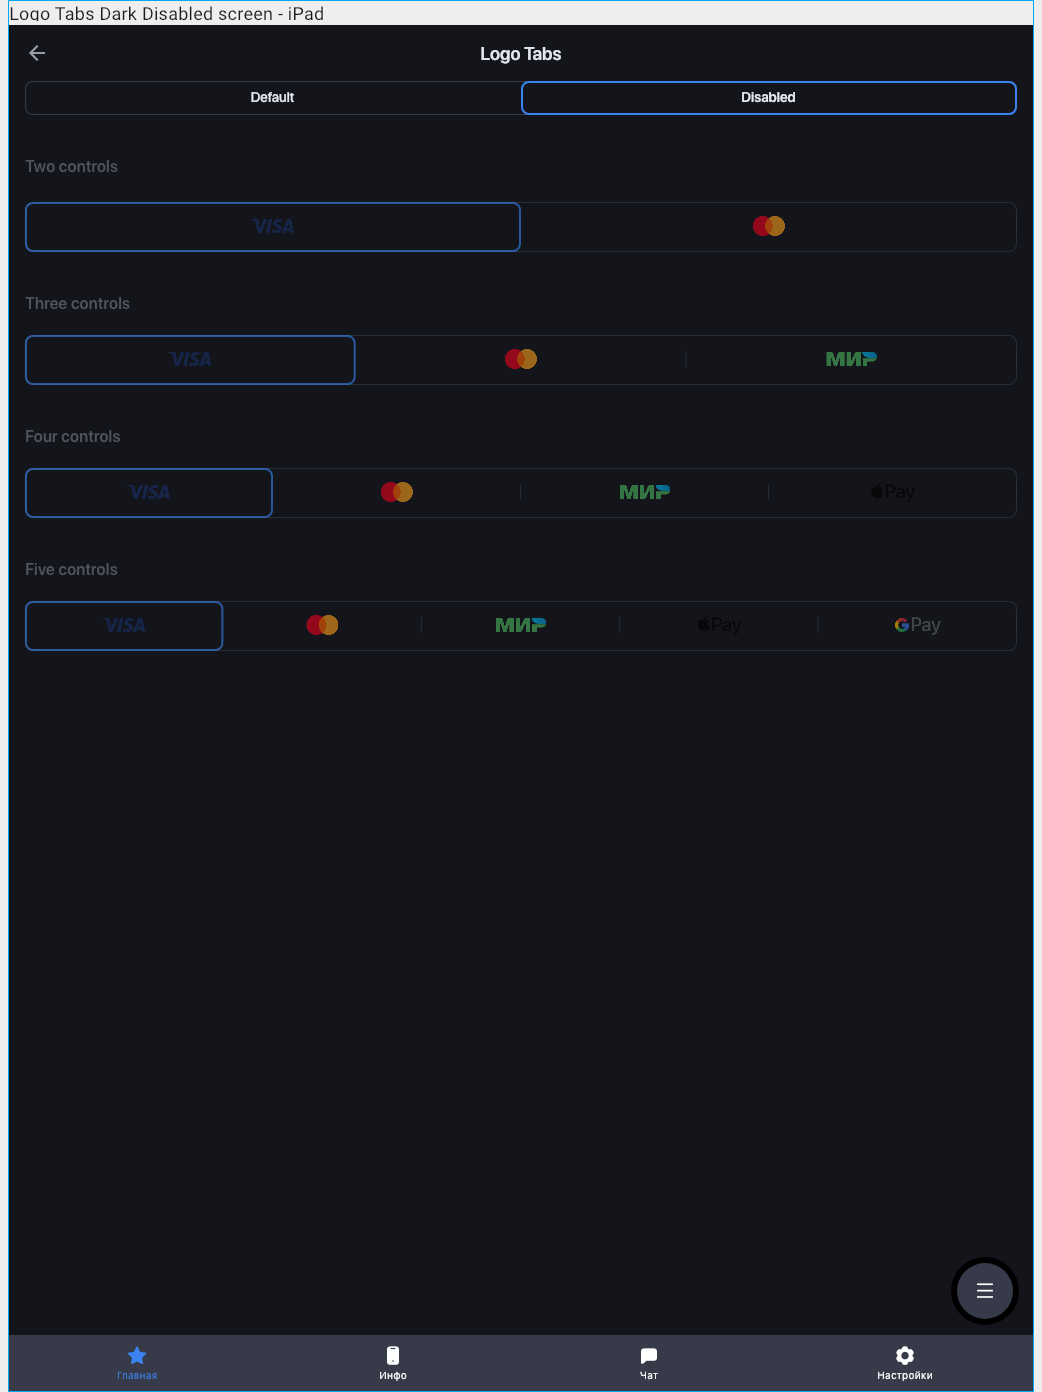 Logo Tabs Dark Disabled screen - iPad
Logo Tabs
Default Disabled
Two controls
VISA
Three controls
VISA МИР
Four controls
VISA МИР Pay
Five controls
VISA МИР Pay G Pay
Главная Инфо Чат Настройки